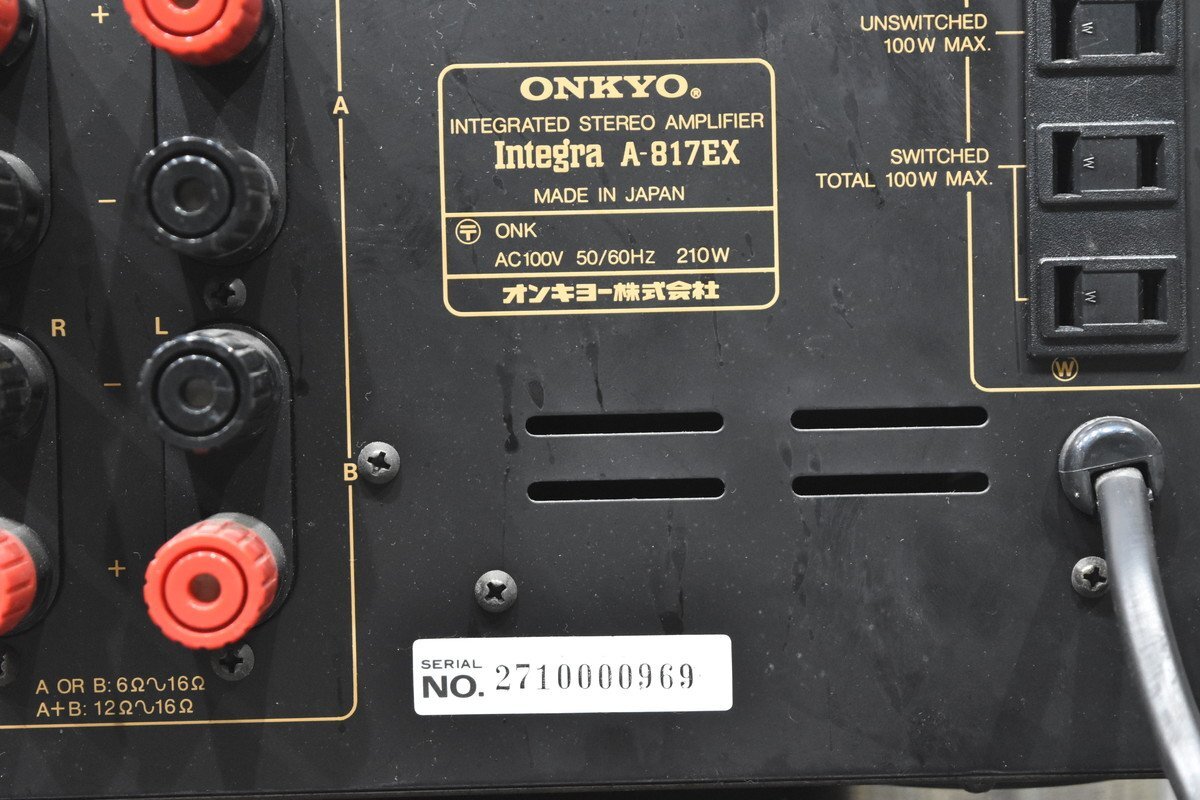 +
−
A
R
L
−
B
+
A OR B: 6Ω∿16Ω
A+B: 12Ω∿16Ω
ONKYO®
INTEGRATED STEREO AMPLIFIER
Integra A-817EX
MADE IN JAPAN
〒 ONK
AC100V 50/60Hz 210W
オンキヨー株式会社
UNSWITCHED
100W MAX.
SWITCHED
TOTAL 100W MAX.
W
W
W
W
SERIAL
NO. 2710000969